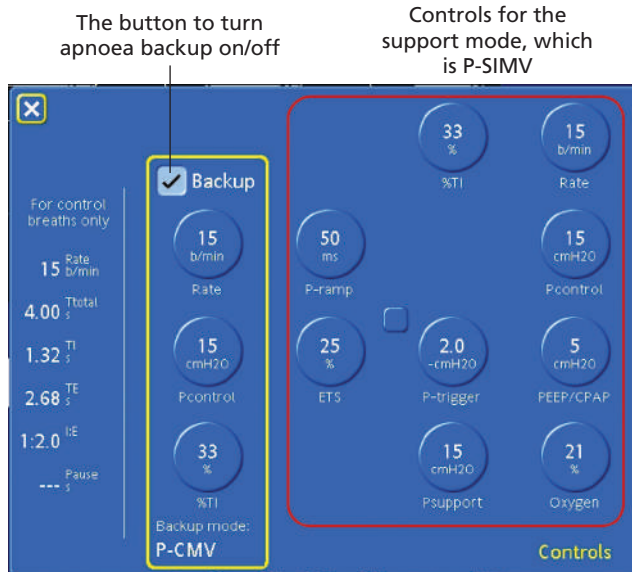 The button to turn
apnoea backup on/off
Controls for the
support mode, which
is P-SIMV
For control
breaths only
15 Rate b/min
4.00 Ttotal s
1.32 TI s
2.68 TE s
1:2.0 I:E
--- Pause s
Backup
15
b/min
Rate
15
cmH2O
Pcontrol
33
%
%TI
Backup mode:
P-CMV
33
%
%TI
15
b/min
Rate
50
ms
P-ramp
15
cmH2O
Pcontrol
25
%
ETS
2.0
-cmH2O
P-trigger
5
cmH2O
PEEP/CPAP
15
cmH2O
Psupport
21
%
Oxygen
Controls